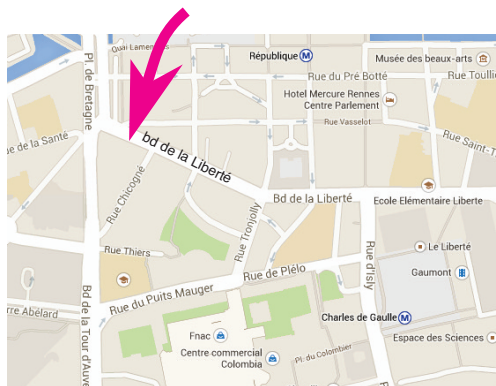 Quai Lamen
Pl. de Bretagne
République M
Musée des beaux-arts
Rue du Pré Botté
Rue Toullie
Hotel Mercure Rennes
Centre Parlement
Rue Vasselot
Rue Saint-T
e de la Santé
bd de la Liberté
Rue Chicogné
Bd de la Liberté
Ecole Elémentaire Liberte
Rue Tronjolly
Rue Thiers
Le Liberté
Rue d'Isly
Gaumont
Rue de Plélo
Rue du Puits Mauger
Bd de la Tour d'Auve
rre Abélard
Charles de Gaulle M
Fnac
Espace des Sciences
Centre commercial
Colombia
Pl. du Colombier